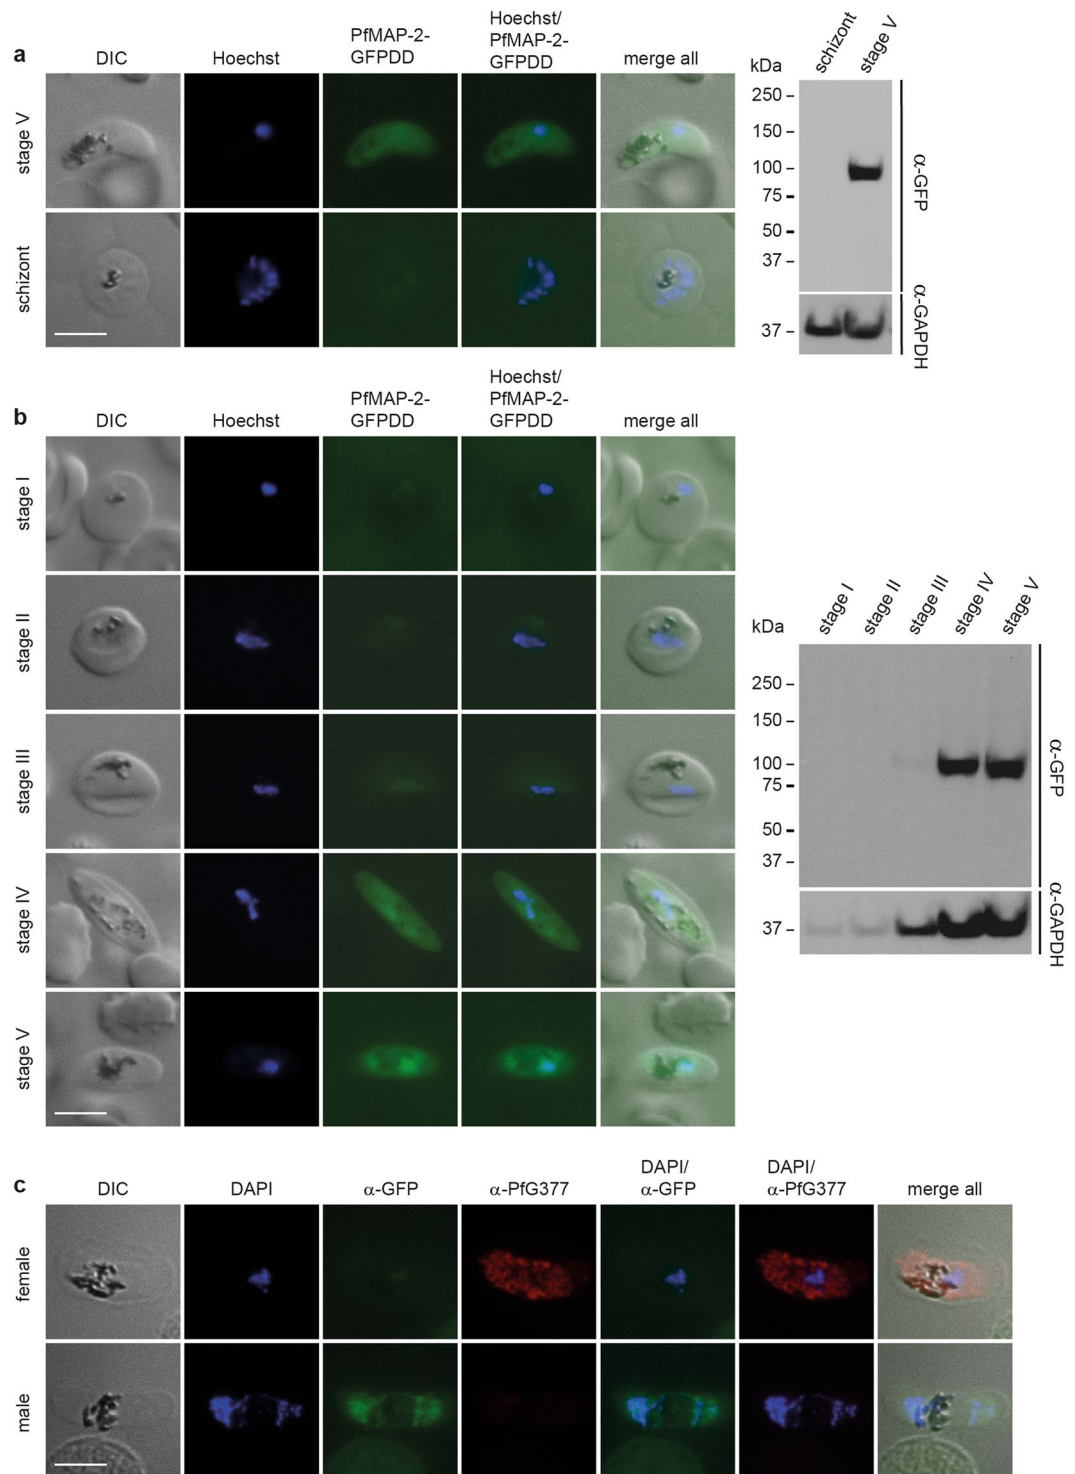 a
DIC
Hoechst
PfMAP-2-
GFPDD
Hoechst/
PfMAP-2-
GFPDD
merge all
stage V
schizont
kDa
schizont
stage V
250
150
100
75
50
37
α-GFP
37
α-GAPDH
b
DIC
Hoechst
PfMAP-2-
GFPDD
Hoechst/
PfMAP-2-
GFPDD
merge all
stage I
stage II
stage III
stage IV
stage V
kDa
stage I
stage II
stage III
stage IV
stage V
250
150
100
75
50
37
α-GFP
37
α-GAPDH
c
DIC
DAPI
α-GFP
α-PfG377
DAPI/
α-GFP
DAPI/
α-PfG377
merge all
female
male